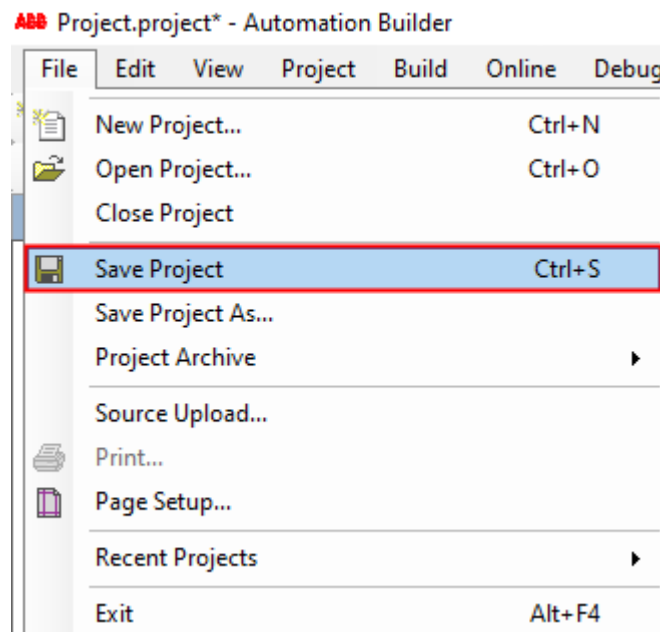 ABB Project.project* - Automation Builder
File Edit View Project Build Online Debug
New Project... Ctrl+N
Open Project... Ctrl+O
Close Project
Save Project Ctrl+S
Save Project As...
Project Archive
Source Upload...
Print...
Page Setup...
Recent Projects
Exit Alt+F4